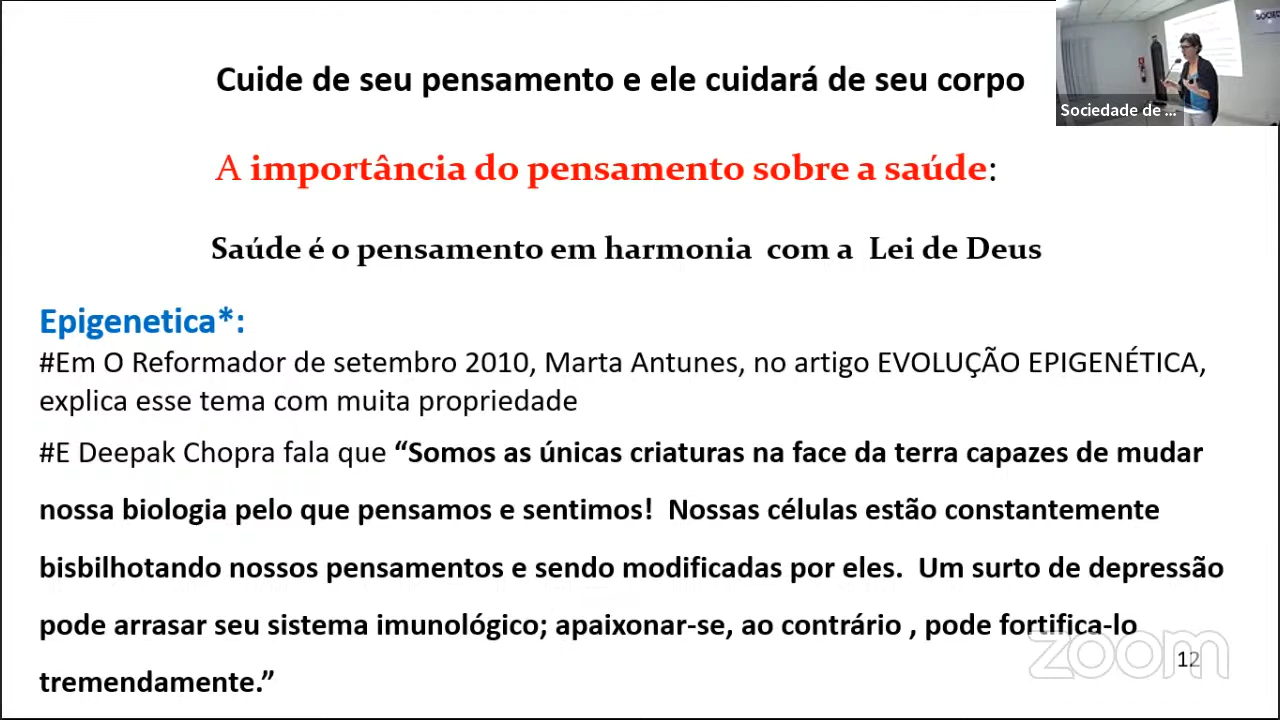 Cuide de seu pensamento e ele cuidará de seu corpo
Sociedade de ...
A importância do pensamento sobre a saúde:
Saúde é o pensamento em harmonia com a Lei de Deus
Epigenetica*:
#Em O Reformador de setembro 2010, Marta Antunes, no artigo EVOLUÇÃO EPIGENÉTICA,
explica esse tema com muita propriedade
#E Deepak Chopra fala que “Somos as únicas criaturas na face da terra capazes de mudar
nossa biologia pelo que pensamos e sentimos! Nossas células estão constantemente
bisbilhotando nossos pensamentos e sendo modificadas por eles. Um surto de depressão
pode arrasar seu sistema imunológico; apaixonar-se, ao contrário , pode fortifica-lo
tremendamente.”
zoom
12